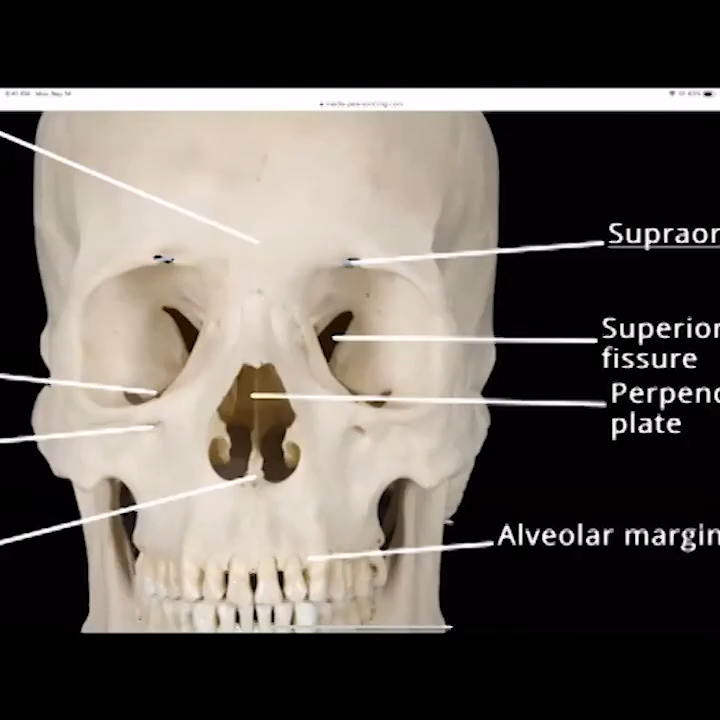 Supraor
Superior
fissure
Perpend
plate
Alveolar margin